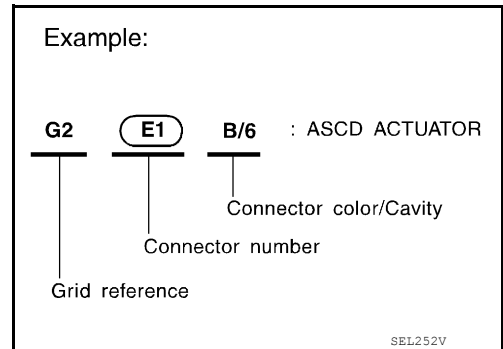 Example:
G2 E1 B/6 : ASCD ACTUATOR
Connector color/Cavity
Connector number
Grid reference
SEL252V